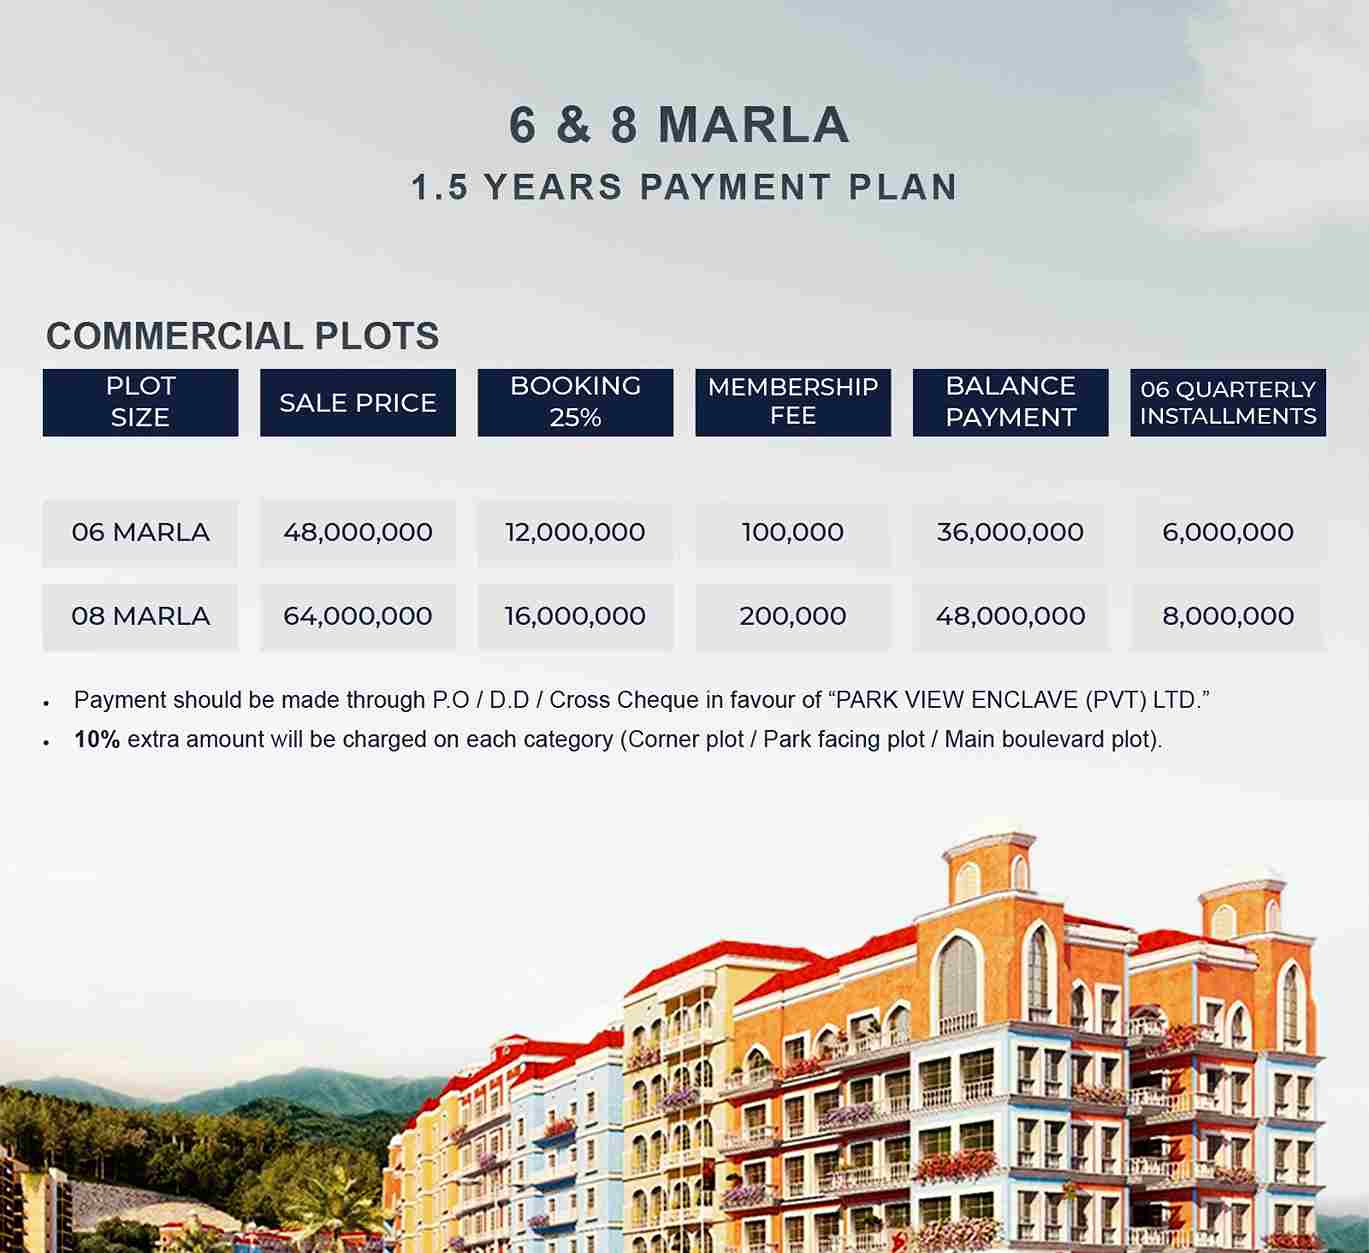 6 & 8 MARLA
1.5 YEARS PAYMENT PLAN
COMMERCIAL PLOTS
PLOT SIZE SALE PRICE BOOKING 25% MEMBERSHIP FEE BALANCE PAYMENT 06 QUARTERLY INSTALLMENTS
06 MARLA 48,000,000 12,000,000 100,000 36,000,000 6,000,000
08 MARLA 64,000,000 16,000,000 200,000 48,000,000 8,000,000
• Payment should be made through P.O / D.D / Cross Cheque in favour of “PARK VIEW ENCLAVE (PVT) LTD.”
• 10% extra amount will be charged on each category (Corner plot / Park facing plot / Main boulevard plot).